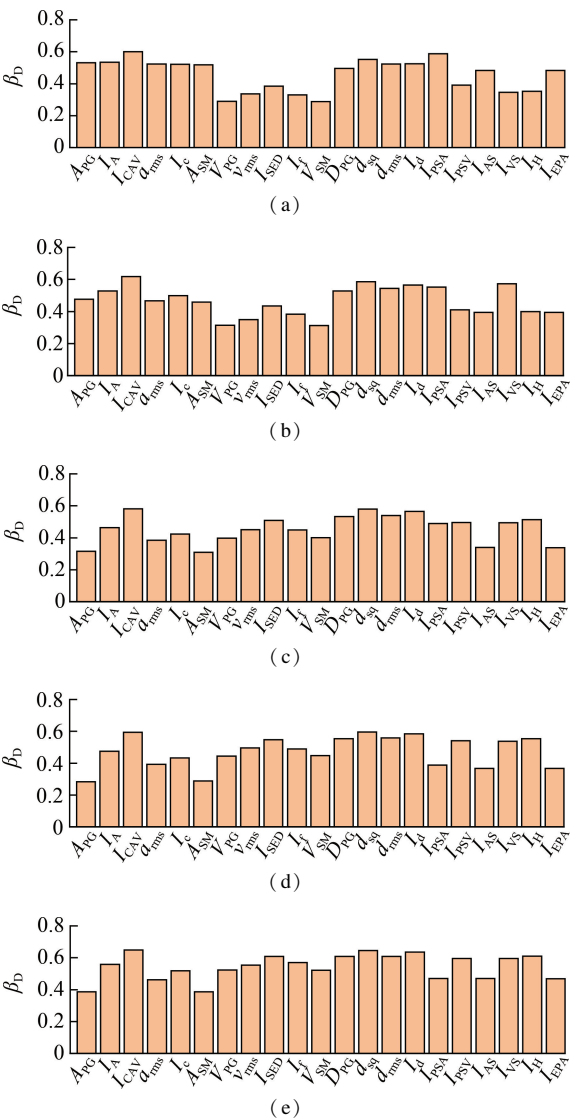 0.8
0.6
0.4
0.2
0
β_D
A_PG I_A I_CAV a_rms I_c A_SM V_PG v_rms I_SED I_f V_SM D_PG d_sq d_rms I_d I_PSA I_PSV I_AS I_VS I_H I_EPA
(a)
0.8
0.6
0.4
0.2
0
β_D
A_PG I_A I_CAV a_rms I_c A_SM V_PG v_rms I_SED I_f V_SM D_PG d_sq d_rms I_d I_PSA I_PSV I_AS I_VS I_H I_EPA
(b)
0.8
0.6
0.4
0.2
0
β_D
A_PG I_A I_CAV a_rms I_c A_SM V_PG v_rms I_SED I_f V_SM D_PG d_sq d_rms I_d I_PSA I_PSV I_AS I_VS I_H I_EPA
(c)
0.8
0.6
0.4
0.2
0
β_D
A_PG I_A I_CAV a_rms I_c A_SM V_PG v_rms I_SED I_f V_SM D_PG d_sq d_rms I_d I_PSA I_PSV I_AS I_VS I_H I_EPA
(d)
0.8
0.6
0.4
0.2
0
β_D
A_PG I_A I_CAV a_rms I_c A_SM V_PG v_rms I_SED I_f V_SM D_PG d_sq d_rms I_d I_PSA I_PSV I_AS I_VS I_H I_EPA
(e)